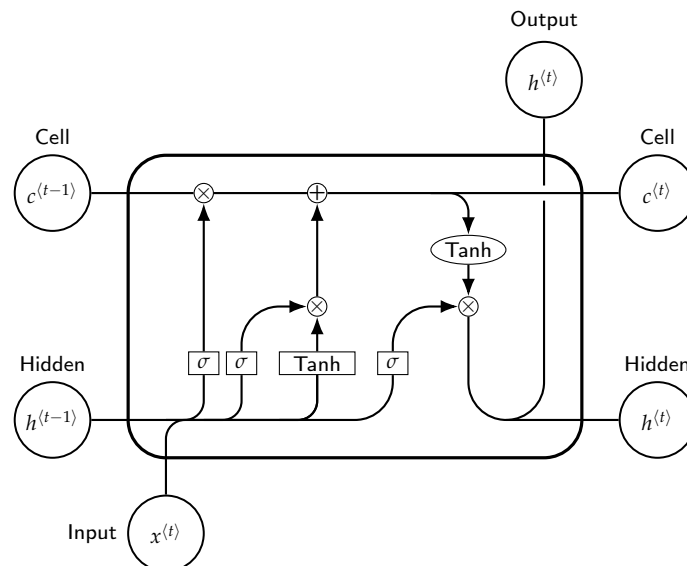 Output
h⟨t⟩
Cell
Cell
c⟨t−1⟩
×
+
c⟨t⟩
Tanh
×
×
Hidden
Hidden
σ
σ
Tanh
σ
h⟨t−1⟩
h⟨t⟩
Input
x⟨t⟩